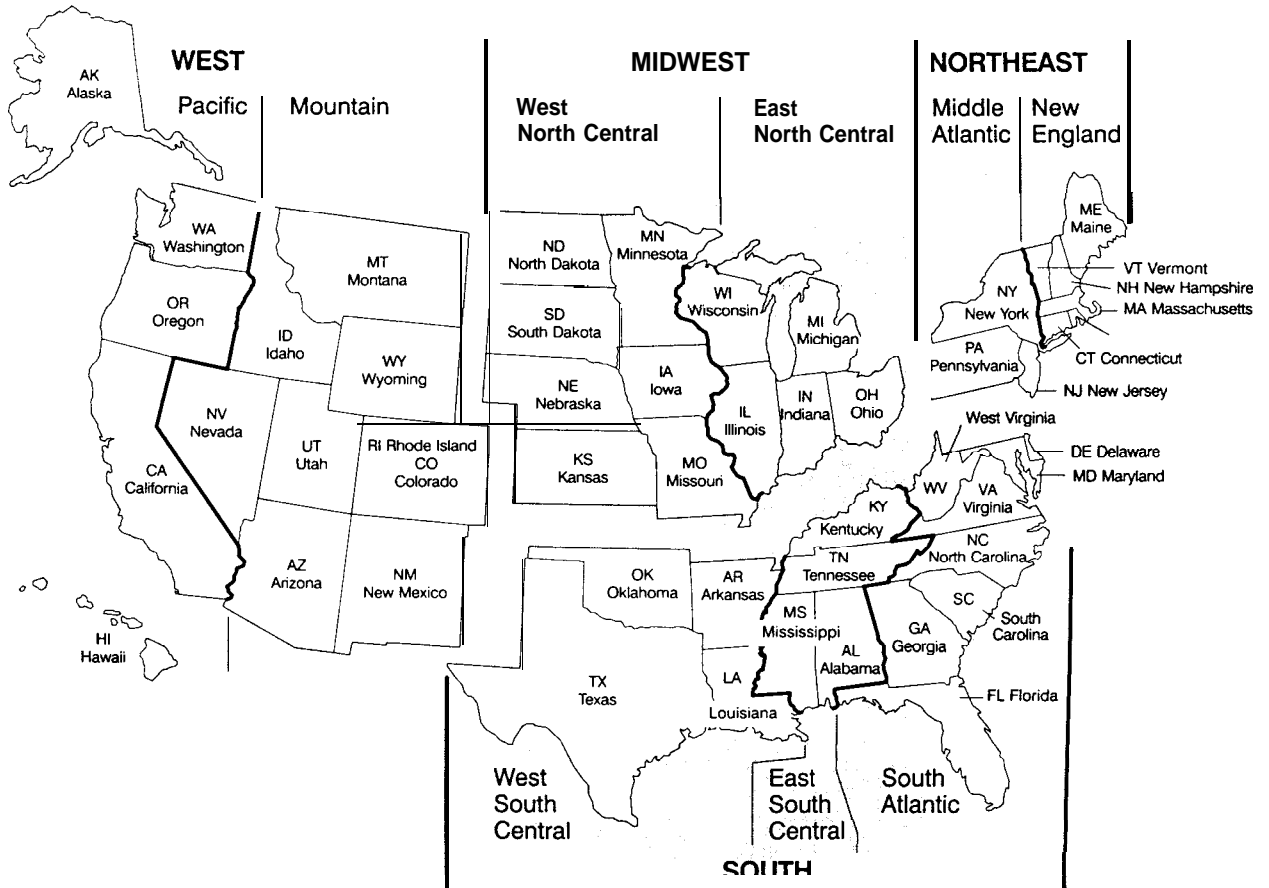 WEST
MIDWEST
NORTHEAST
Pacific
Mountain
West
North Central
East
North Central
Middle
Atlantic
New
England
AK
Alaska
WA
Washington
OR
Oregon
CA
California
HI
Hawaii
MT
Montana
ID
Idaho
WY
Wyoming
NV
Nevada
UT
Utah
RI Rhode Island
CO
Colorado
AZ
Arizona
NM
New Mexico
ND
North Dakota
SD
South Dakota
NE
Nebraska
KS
Kansas
MN
Minnesota
IA
Iowa
MO
Missouri
WI
Wisconsin
MI
Michigan
IL
Illinois
IN
Indiana
OH
Ohio
ME
Maine
VT Vermont
NH New Hampshire
MA Massachusetts
CT Connecticut
NY
New York
PA
Pennsylvania
NJ New Jersey
West Virginia
DE Delaware
MD Maryland
WV
VA
Virginia
KY
Kentucky
NC
North Carolina
TN
Tennessee
SC
South
Carolina
GA
Georgia
FL Florida
OK
Oklahoma
AR
Arkansas
MS
Mississippi
AL
Alabama
TX
Texas
LA
Louisiana
West
South
Central
East
South
Central
South
Atlantic
SOUTH